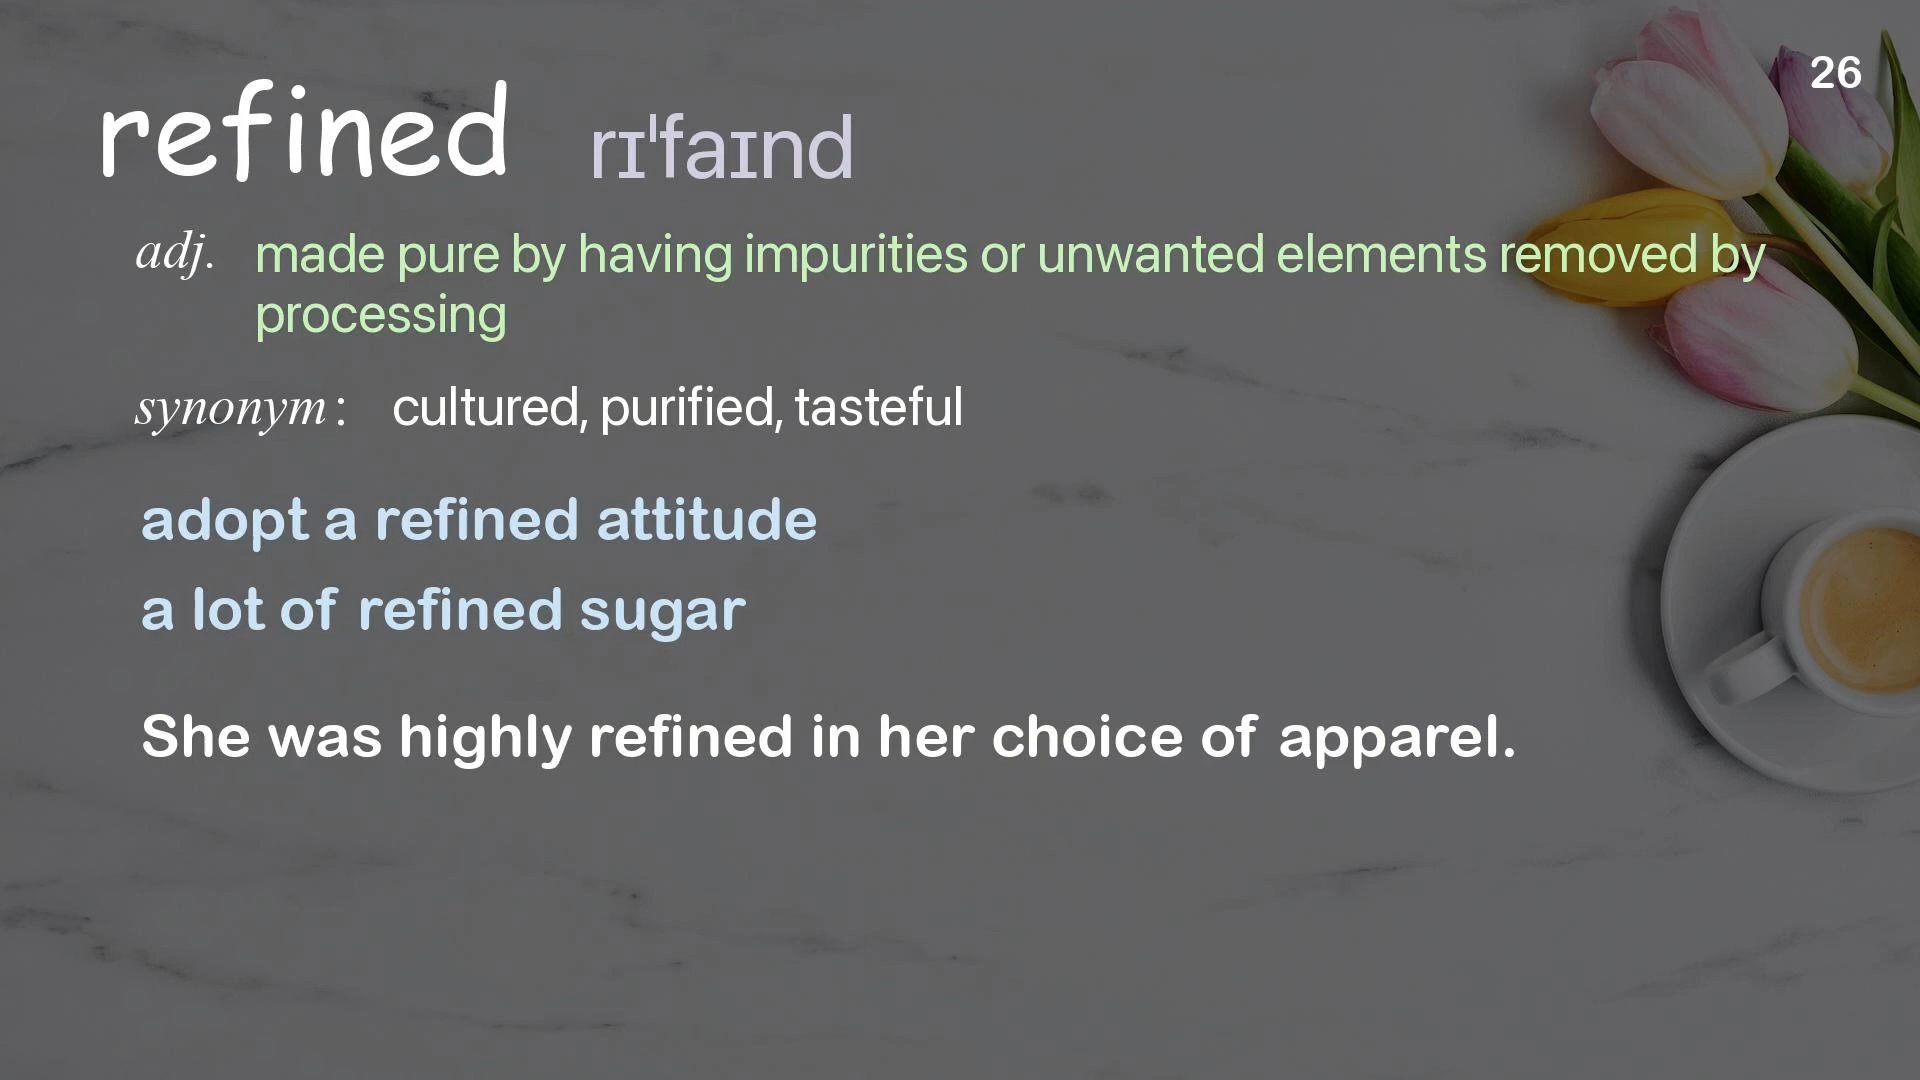 26
refined rɪˈfaɪnd
adj. made pure by having impurities or unwanted elements removed by
processing
synonym: cultured, purified, tasteful
adopt a refined attitude
a lot of refined sugar
She was highly refined in her choice of apparel.